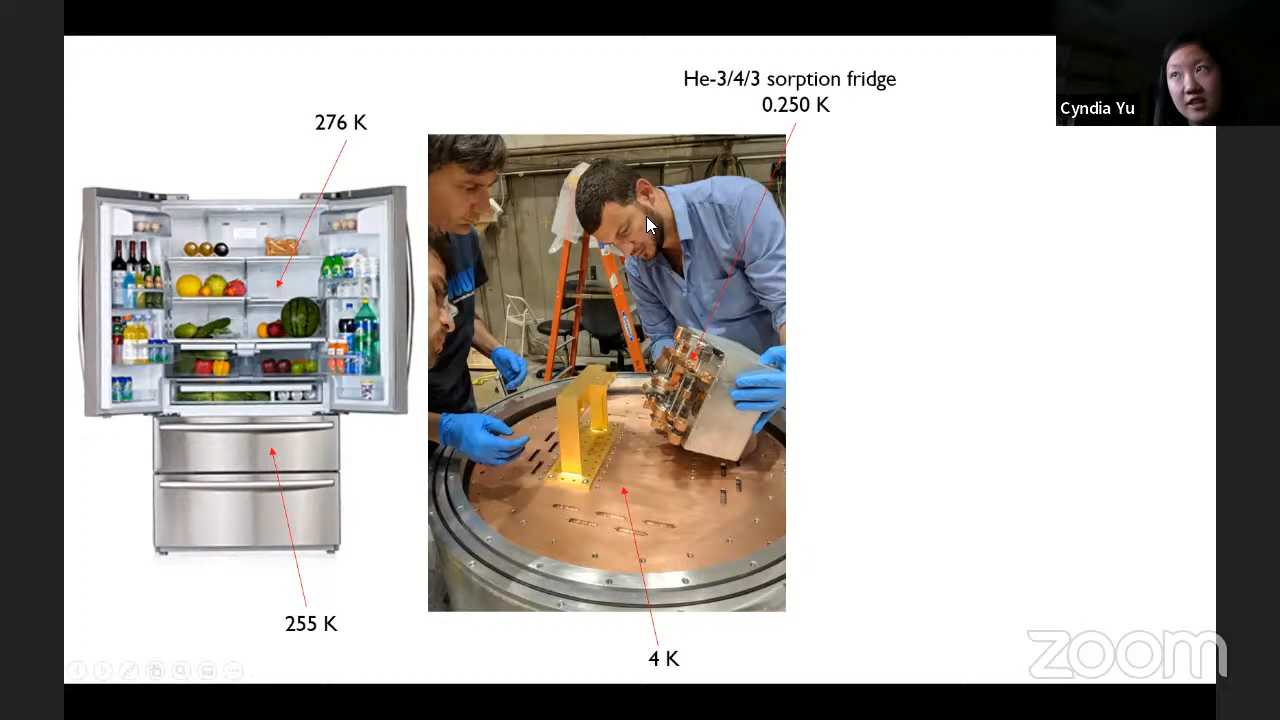 He-3/4/3 sorption fridge
0.250 K
Cyndia Yu
276 K
255 K
4 K
zoom